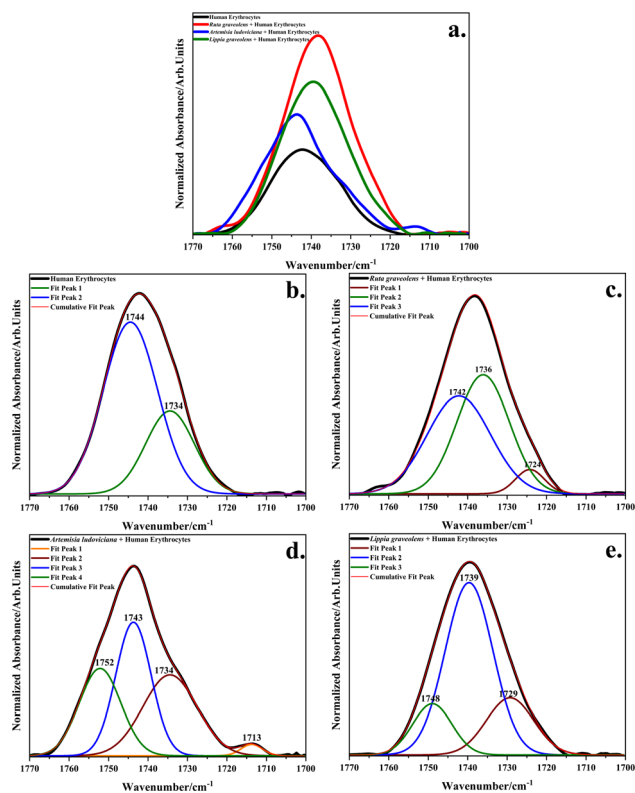 Human Erythrocytes
Ruta graveolens + Human Erythrocytes
Artemisia ludoviciana + Human Erythrocytes
Lippia graveolens + Human Erythrocytes
a.
Normalized Absorbance/Arb.Units
1770 1760 1750 1740 1730 1720 1710 1700
Wavenumber/cm-1
Human Erythrocytes
Fit Peak 1
Fit Peak 2
Cumulative Fit Peak
b.
1744
1734
Normalized Absorbance/Arb.Units
1770 1760 1750 1740 1730 1720 1710 1700
Wavenumber/cm-1
Ruta graveolens + Human Erythrocytes
Fit Peak 1
Fit Peak 2
Fit Peak 3
Cumulative Fit Peak
c.
1736
1742
1724
Normalized Absorbance/Arb.Units
1770 1760 1750 1740 1730 1720 1710 1700
Wavenumber/cm-1
Artemisia ludoviciana + Human Erythrocytes
Fit Peak 1
Fit Peak 2
Fit Peak 3
Fit Peak 4
Cumulative Fit Peak
d.
1743
1752
1734
1713
Normalized Absorbance/Arb.Units
1770 1760 1750 1740 1730 1720 1710 1700
Wavenumber/cm-1
Lippia graveolens + Human Erythrocytes
Fit Peak 1
Fit Peak 2
Fit Peak 3
Cumulative Fit Peak
e.
1739
1748
1729
Normalized Absorbance/Arb.Units
1770 1760 1750 1740 1730 1720 1710 1700
Wavenumber/cm-1